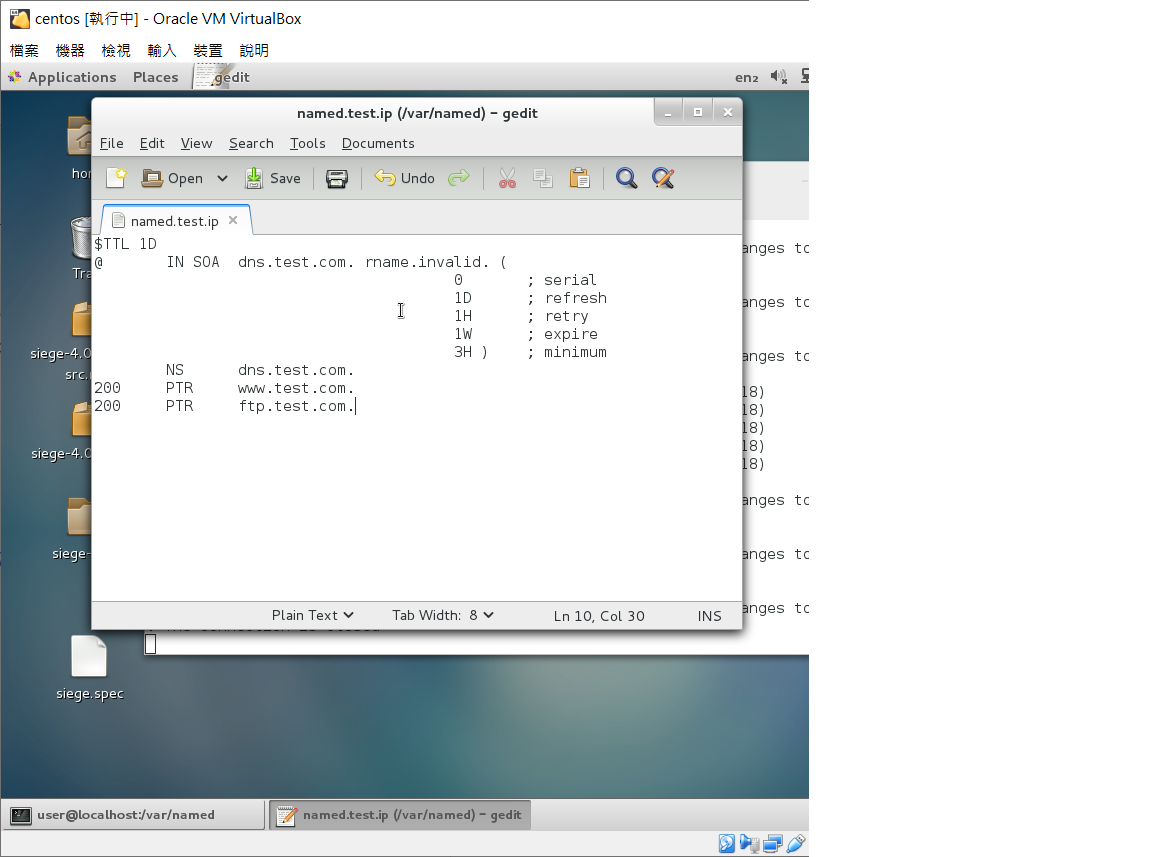 centos [執行中] - Oracle VM VirtualBox
檔案 機器 檢視 輸入 裝置 說明
Applications Places gedit en₂
named.test.ip (/var/named) – gedit
File Edit View Search Tools Documents
Open Save Undo
named.test.ip
$TTL 1D
@ IN SOA dns.test.com. rname.invalid. (
0 ; serial
1D ; refresh
1H ; retry
1W ; expire
3H ) ; minimum
NS dns.test.com.
200 PTR www.test.com.
200 PTR ftp.test.com.
Plain Text Tab Width: 8 Ln 10, Col 30 INS
siege-4.0
src.
siege-4.0
siege-
siege.spec
anges to
anges to
anges to
18)
18)
18)
18)
18)
anges to
anges to
anges to
user@localhost:/var/named
named.test.ip (/var/named) – gedit